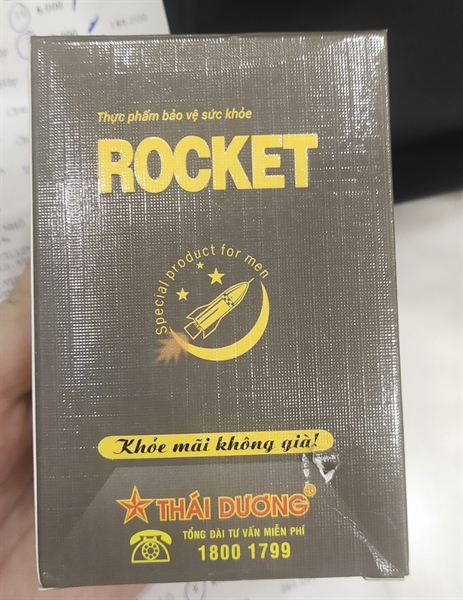 Thực phẩm bảo vệ sức khỏe
ROCKET
Special product for men
Khỏe mãi không già!
THÁI DƯƠNG®
TỔNG ĐÀI TƯ VẤN MIỄN PHÍ
1800 1799